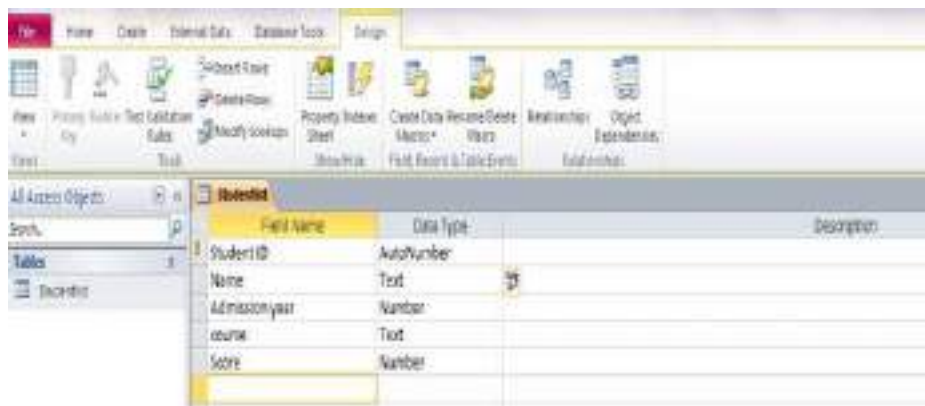 File Home Create External Data Database Tools Design
Insert Rows
Delete Rows
View Primary Builder Test Validation Modify Lookups Property Indexes Create Data Rename/Delete Relationships Object
Key Rules Sheet Macros Macro Dependencies
Views Tools Show/Hide Field, Record & Table Events Relationships
All Access Objects
Search..
Tables
Field Name Data Type Description
Student ID AutoNumber
Name Text
Admission year Number
course Text
Score Number